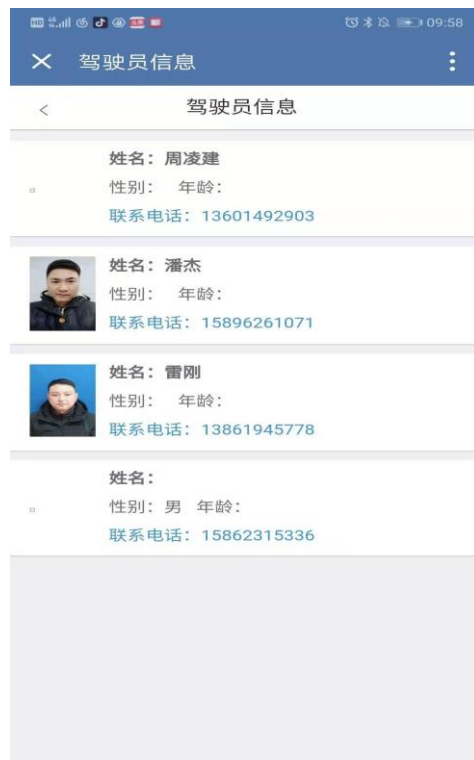 09:58
驾驶员信息
驾驶员信息
姓名：周凌建
性别： 年龄：
联系电话：13601492903
姓名：潘杰
性别： 年龄：
联系电话：15896261071
姓名：雷刚
性别： 年龄：
联系电话：13861945778
姓名：
性别：男 年龄：
联系电话：15862315336